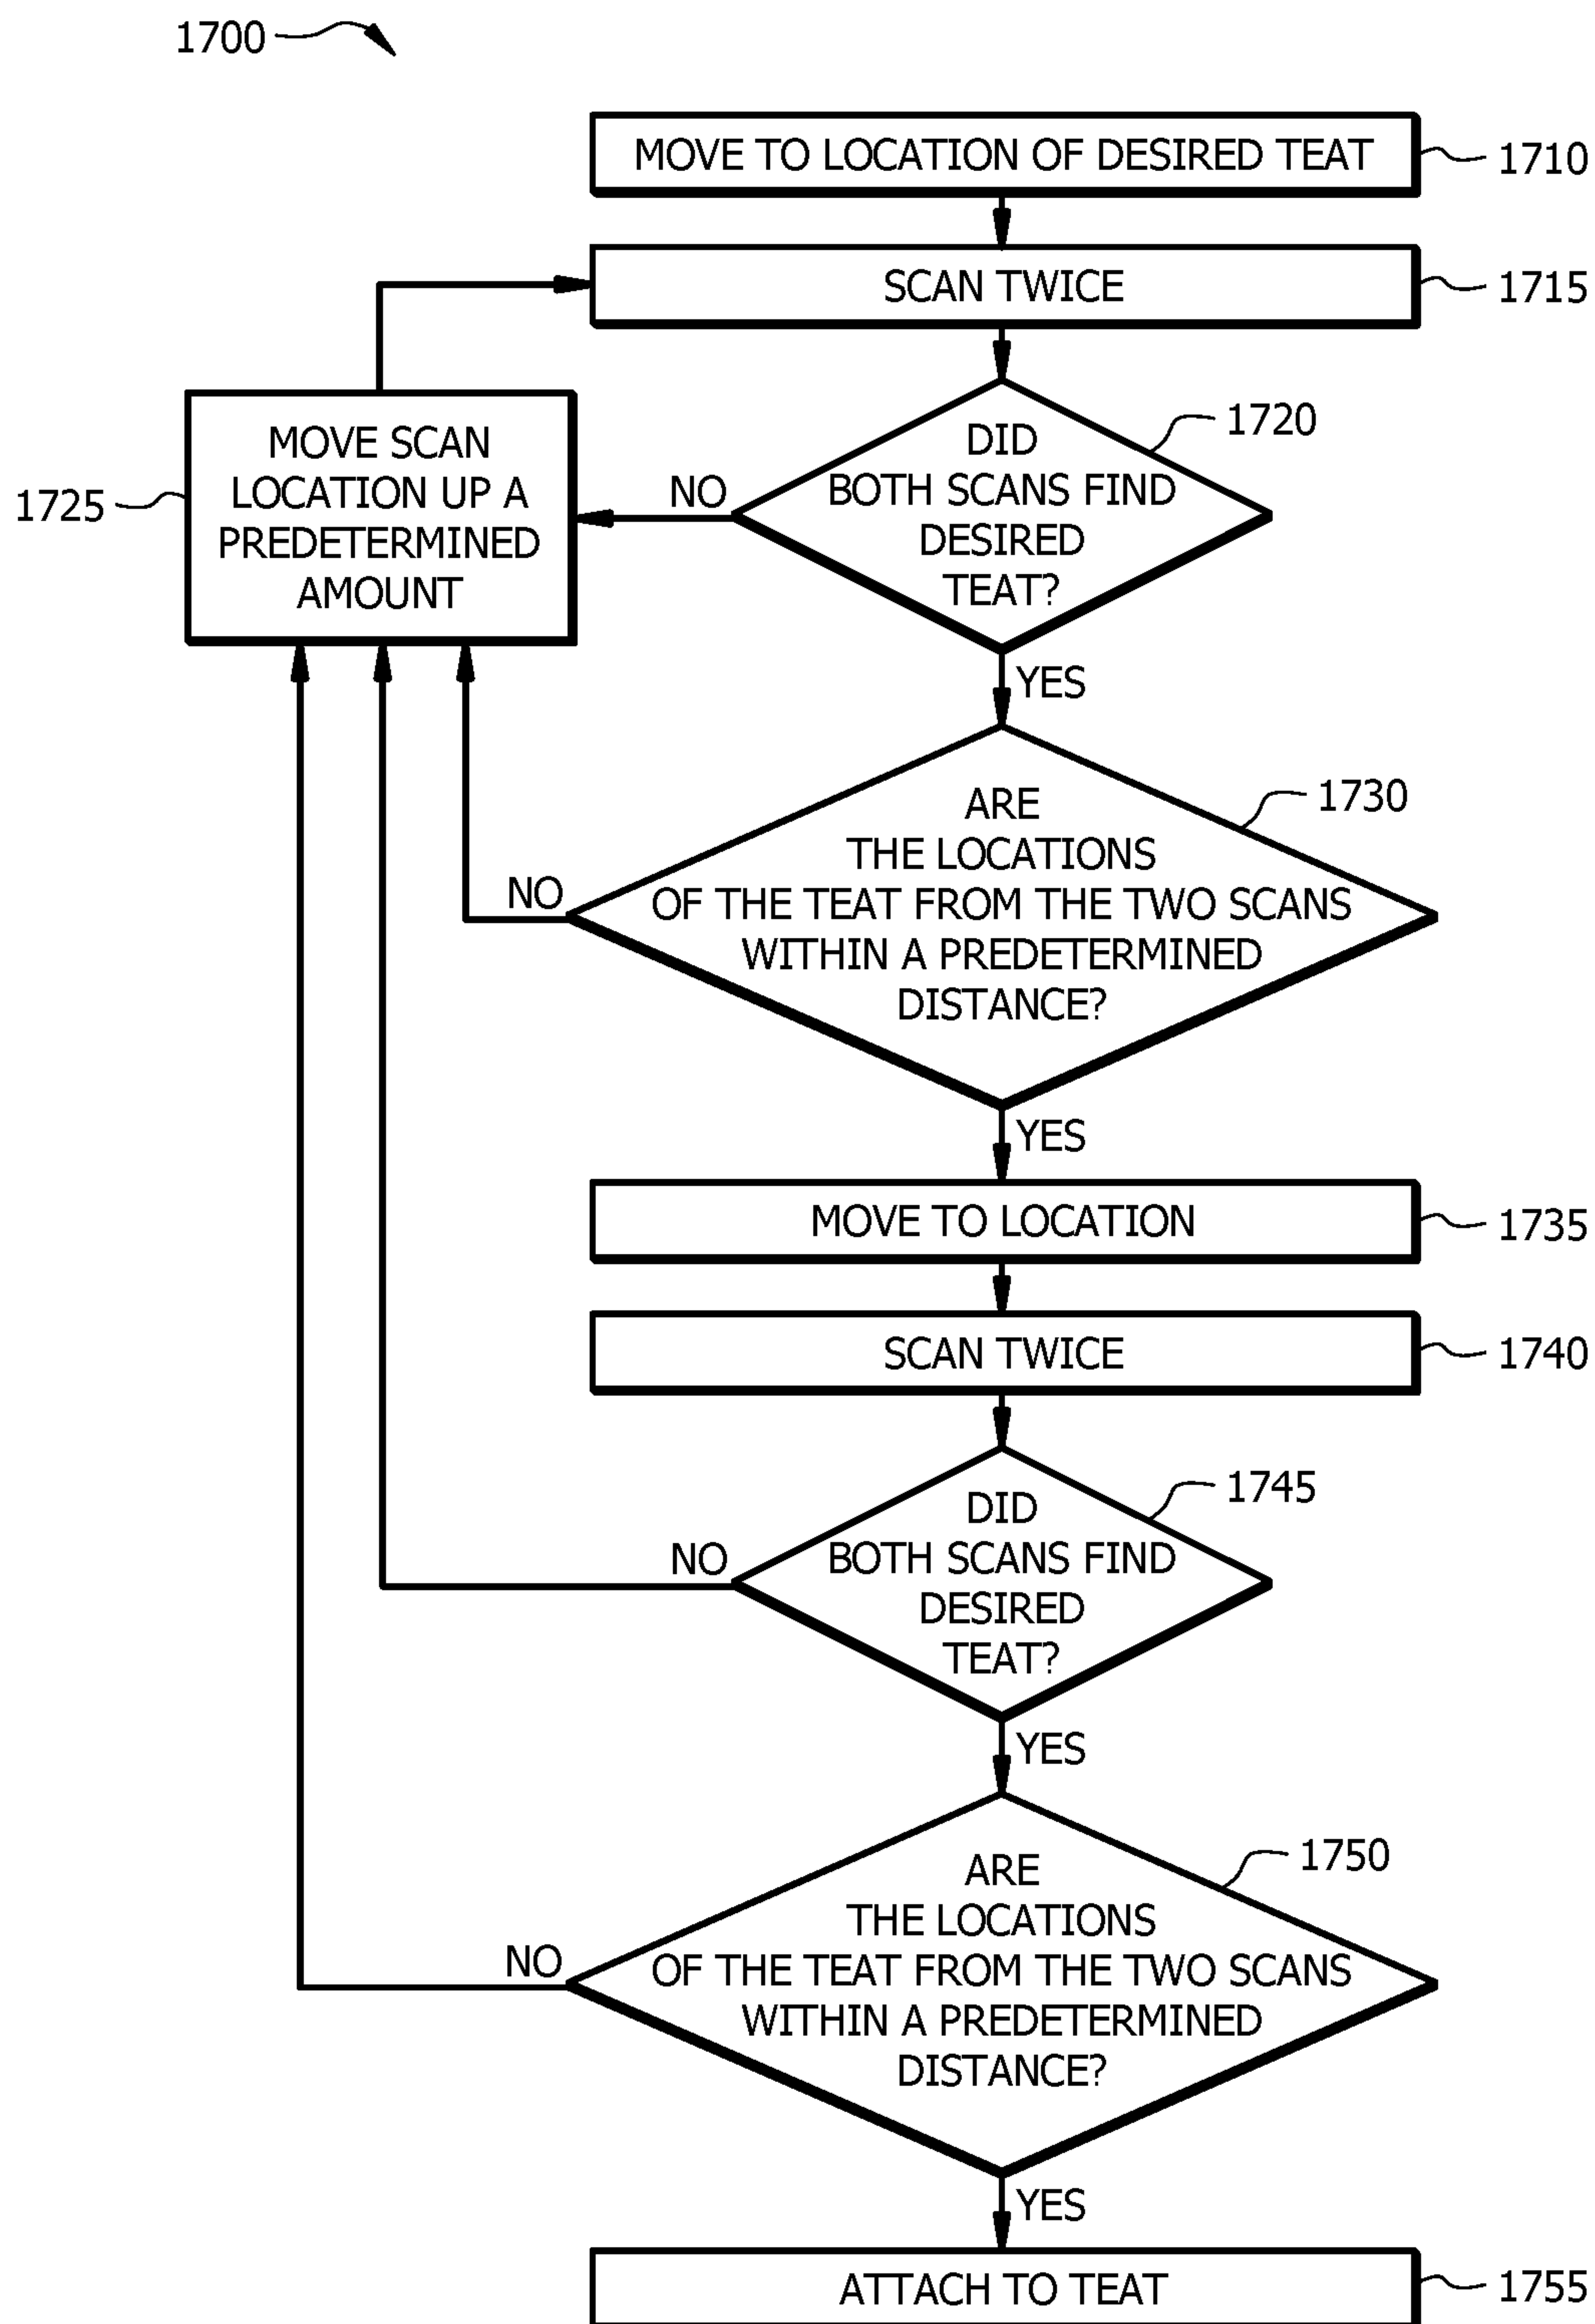 1700
MOVE TO LOCATION OF DESIRED TEAT
1710
SCAN TWICE
1715
DID
BOTH SCANS FIND
DESIRED
TEAT?
1720
NO
MOVE SCAN
LOCATION UP A
PREDETERMINED
AMOUNT
1725
YES
ARE
THE LOCATIONS
OF THE TEAT FROM THE TWO SCANS
WITHIN A PREDETERMINED
DISTANCE?
1730
NO
YES
MOVE TO LOCATION
1735
SCAN TWICE
1740
DID
BOTH SCANS FIND
DESIRED
TEAT?
1745
NO
YES
ARE
THE LOCATIONS
OF THE TEAT FROM THE TWO SCANS
WITHIN A PREDETERMINED
DISTANCE?
1750
NO
YES
ATTACH TO TEAT
1755